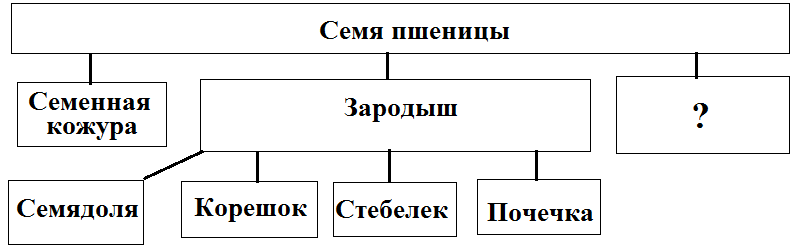 Семя пшеницы
Семенная
кожура
Зародыш
?
Семядоля
Корешок
Стебелек
Почечка